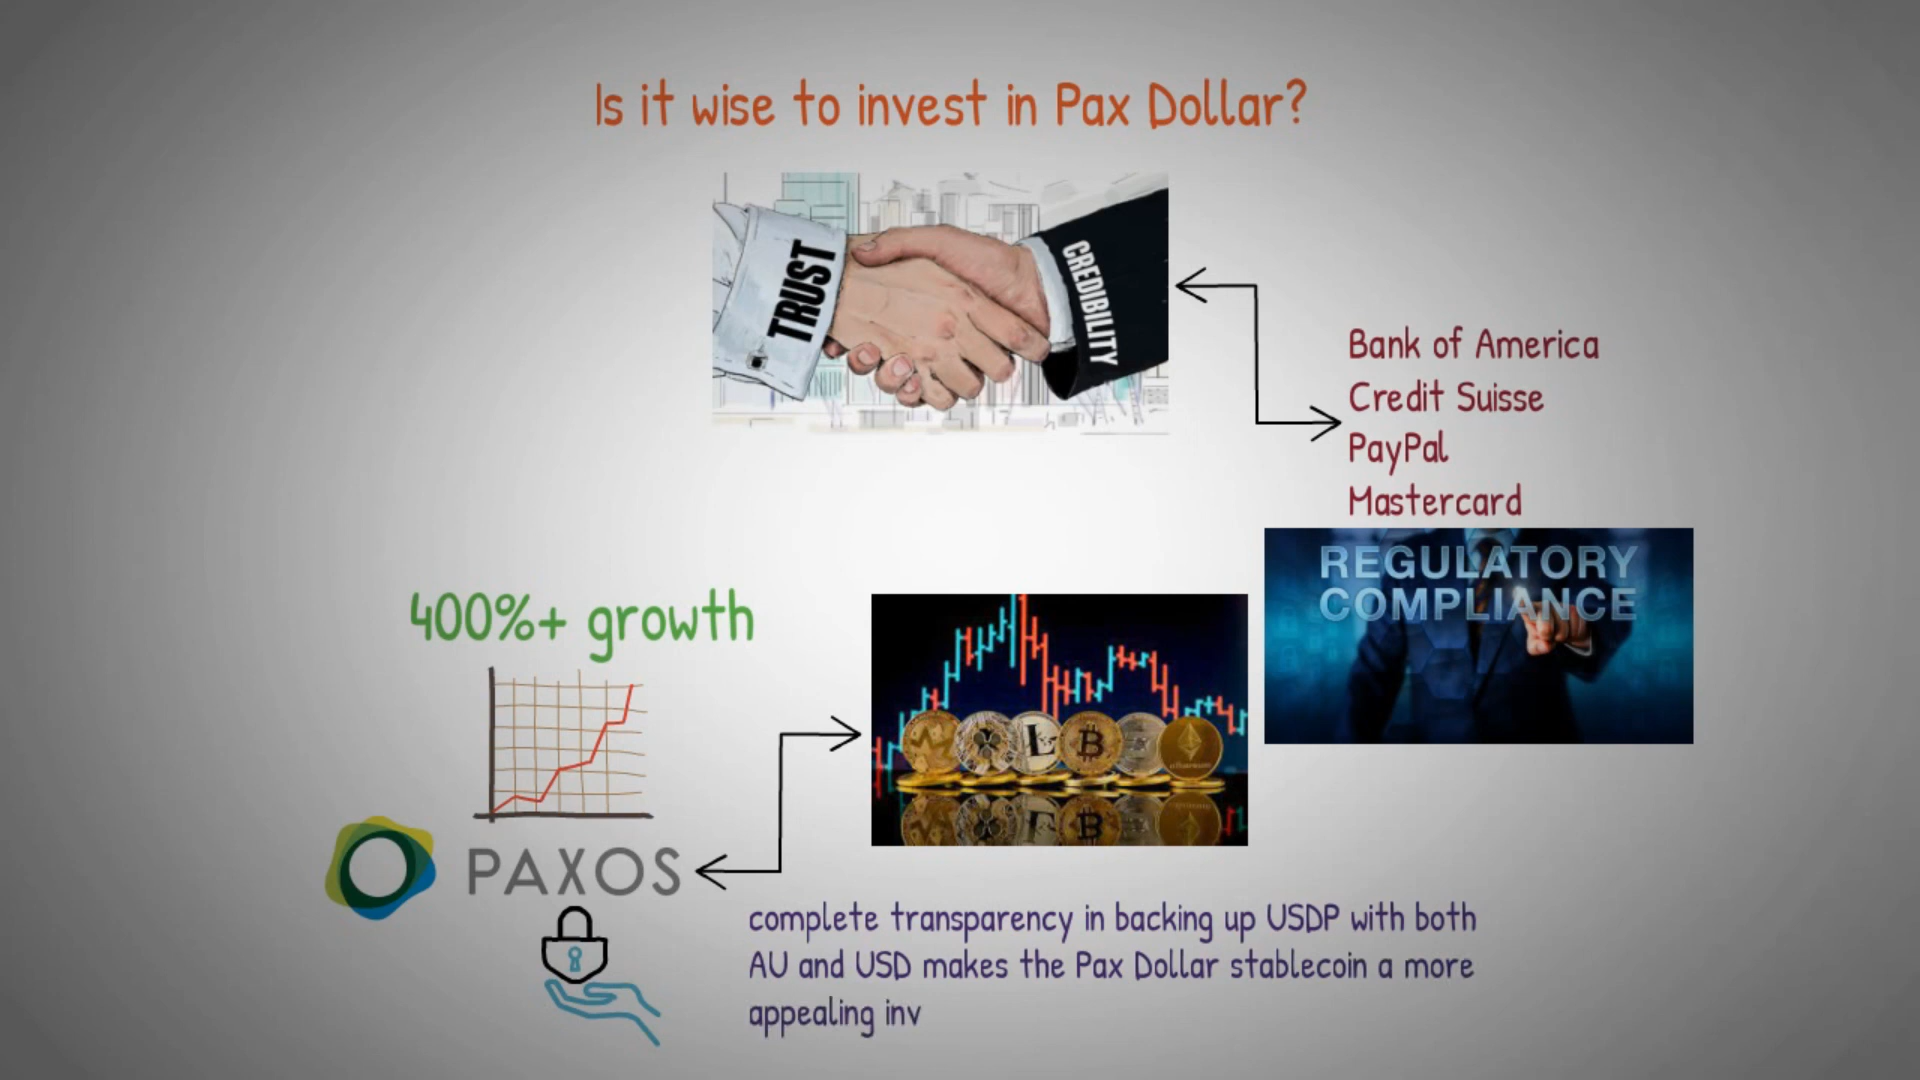 Is it wise to invest in Pax Dollar?
TRUST
CREDIBILITY
Bank of America
Credit Suisse
PayPal
Mastercard
REGULATORY
COMPLIANCE
400%+ growth
PAXOS
complete transparency in backing up USDP with both
AU and USD makes the Pax Dollar stablecoin a more
appealing inv